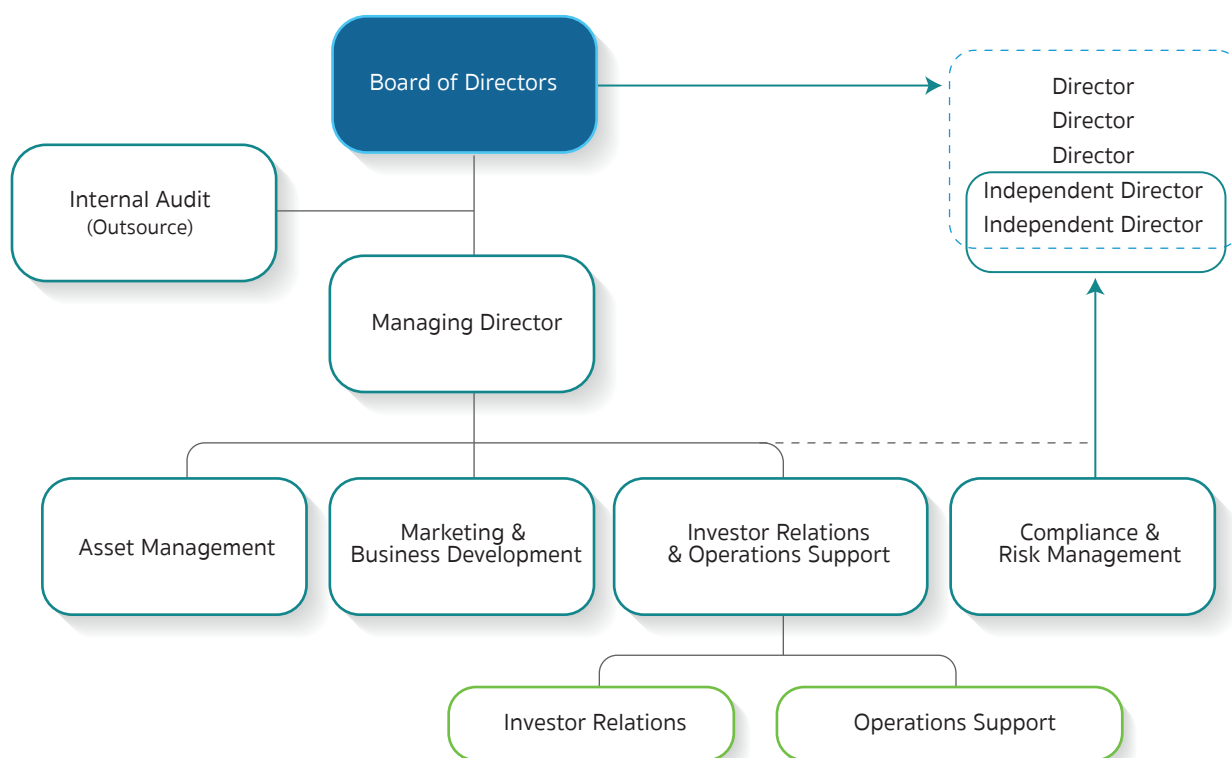 Board of Directors
Director
Director
Director
Independent Director
Independent Director
Internal Audit
(Outsource)
Managing Director
Asset Management
Marketing &
Business Development
Investor Relations
& Operations Support
Compliance &
Risk Management
Investor Relations
Operations Support